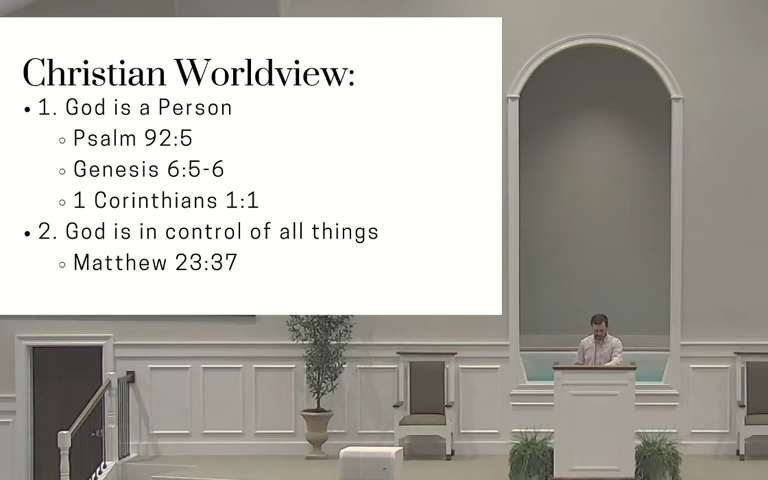 Christian Worldview:
• 1. God is a Person
◦ Psalm 92:5
◦ Genesis 6:5-6
◦ 1 Corinthians 1:1
• 2. God is in control of all things
◦ Matthew 23:37